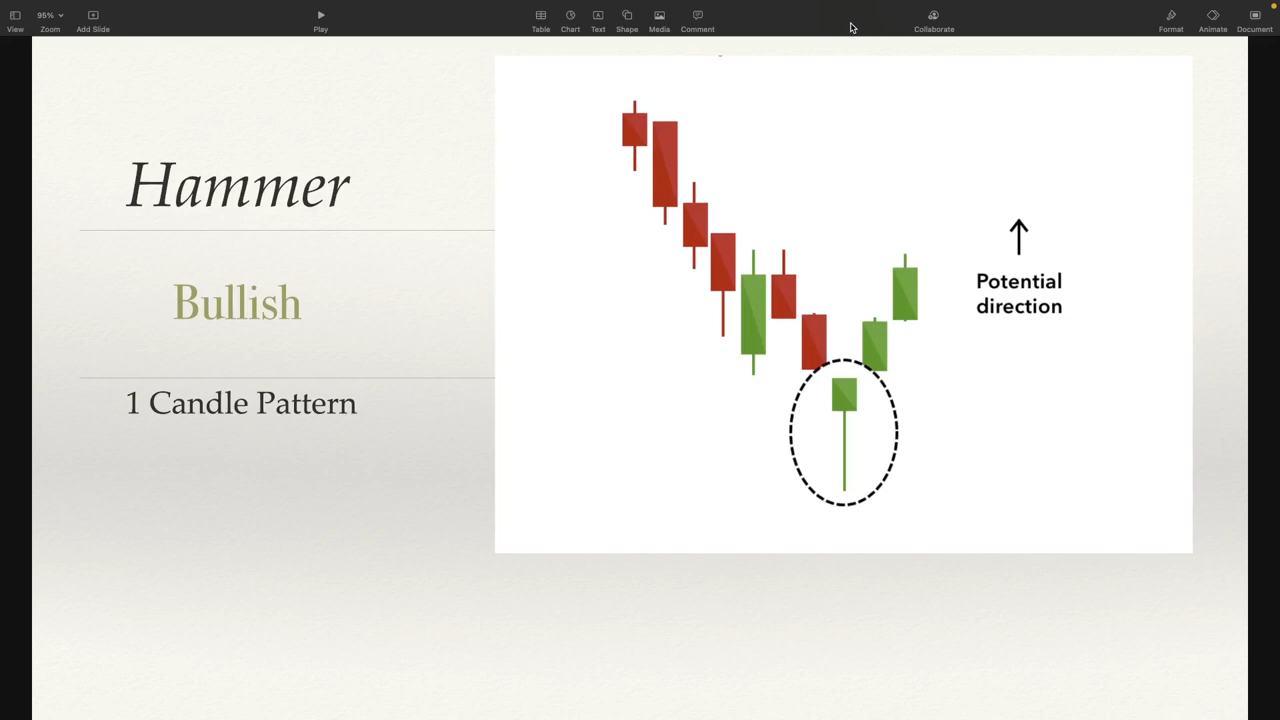 95%
View
Zoom
Add Slide
Play
Table
Chart
Text
Shape
Media
Comment
Collaborate
Format
Animate
Document
Hammer
Bullish
1 Candle Pattern
Potential
direction